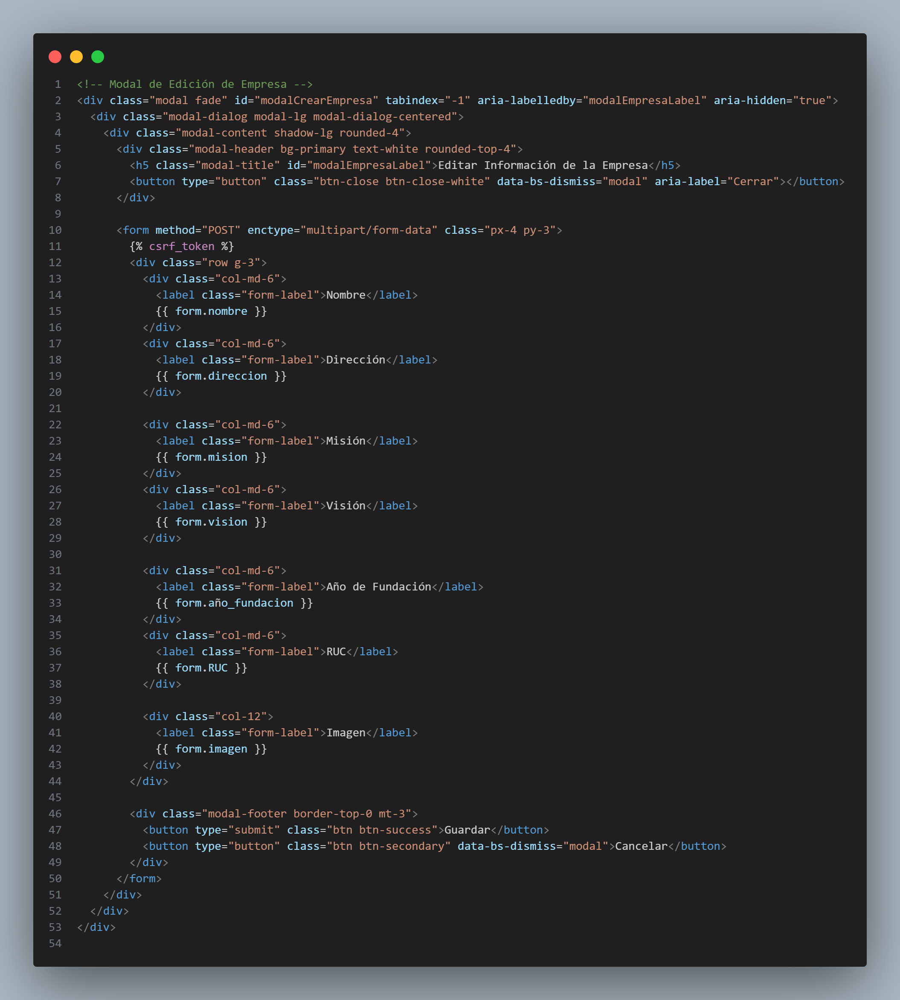 1 <!-- Modal de Edición de Empresa -->
2 <div class="modal fade" id="modalCrearEmpresa" tabindex="-1" aria-labelledby="modalEmpresaLabel" aria-hidden="true">
3   <div class="modal-dialog modal-lg modal-dialog-centered">
4     <div class="modal-content shadow-lg rounded-4">
5       <div class="modal-header bg-primary text-white rounded-top-4">
6         <h5 class="modal-title" id="modalEmpresaLabel">Editar Información de la Empresa</h5>
7         <button type="button" class="btn-close btn-close-white" data-bs-dismiss="modal" aria-label="Cerrar"></button>
8       </div>
9
10       <form method="POST" enctype="multipart/form-data" class="px-4 py-3">
11         {% csrf_token %}
12         <div class="row g-3">
13           <div class="col-md-6">
14             <label class="form-label">Nombre</label>
15             {{ form.nombre }}
16           </div>
17           <div class="col-md-6">
18             <label class="form-label">Dirección</label>
19             {{ form.direccion }}
20           </div>
21
22           <div class="col-md-6">
23             <label class="form-label">Misión</label>
24             {{ form.mision }}
25           </div>
26           <div class="col-md-6">
27             <label class="form-label">Visión</label>
28             {{ form.vision }}
29           </div>
30
31           <div class="col-md-6">
32             <label class="form-label">Año de Fundación</label>
33             {{ form.año_fundacion }}
34           </div>
35           <div class="col-md-6">
36             <label class="form-label">RUC</label>
37             {{ form.RUC }}
38           </div>
39
40           <div class="col-12">
41             <label class="form-label">Imagen</label>
42             {{ form.imagen }}
43           </div>
44         </div>
45
46         <div class="modal-footer border-top-0 mt-3">
47           <button type="submit" class="btn btn-success">Guardar</button>
48           <button type="button" class="btn btn-secondary" data-bs-dismiss="modal">Cancelar</button>
49         </div>
50       </form>
51     </div>
52   </div>
53 </div>
54